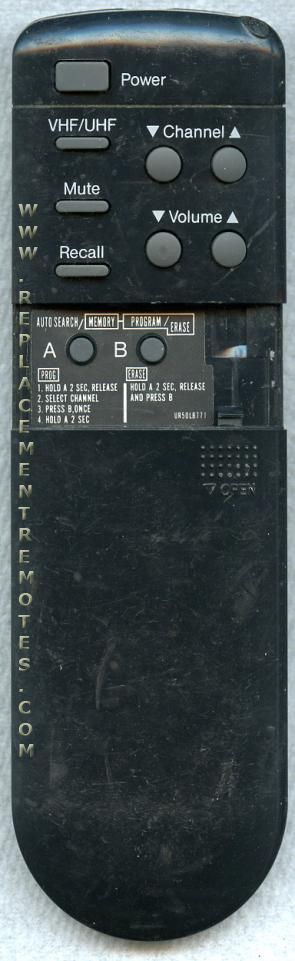 Power
VHF/UHF
▼ Channel ▲
Mute
▼ Volume ▲
Recall
AUTO SEARCH/ MEMORY PROGRAM / ERASE
A B
PROG
1. HOLD A 2 SEC, RELEASE
2. SELECT CHANNEL
3. PRESS B, ONCE
4. HOLD A 2 SEC
ERASE
HOLD A 2 SEC, RELEASE
AND PRESS B
UR50LB771
▽ OPEN
WWW.REPLACEMENTREMOTES.COM